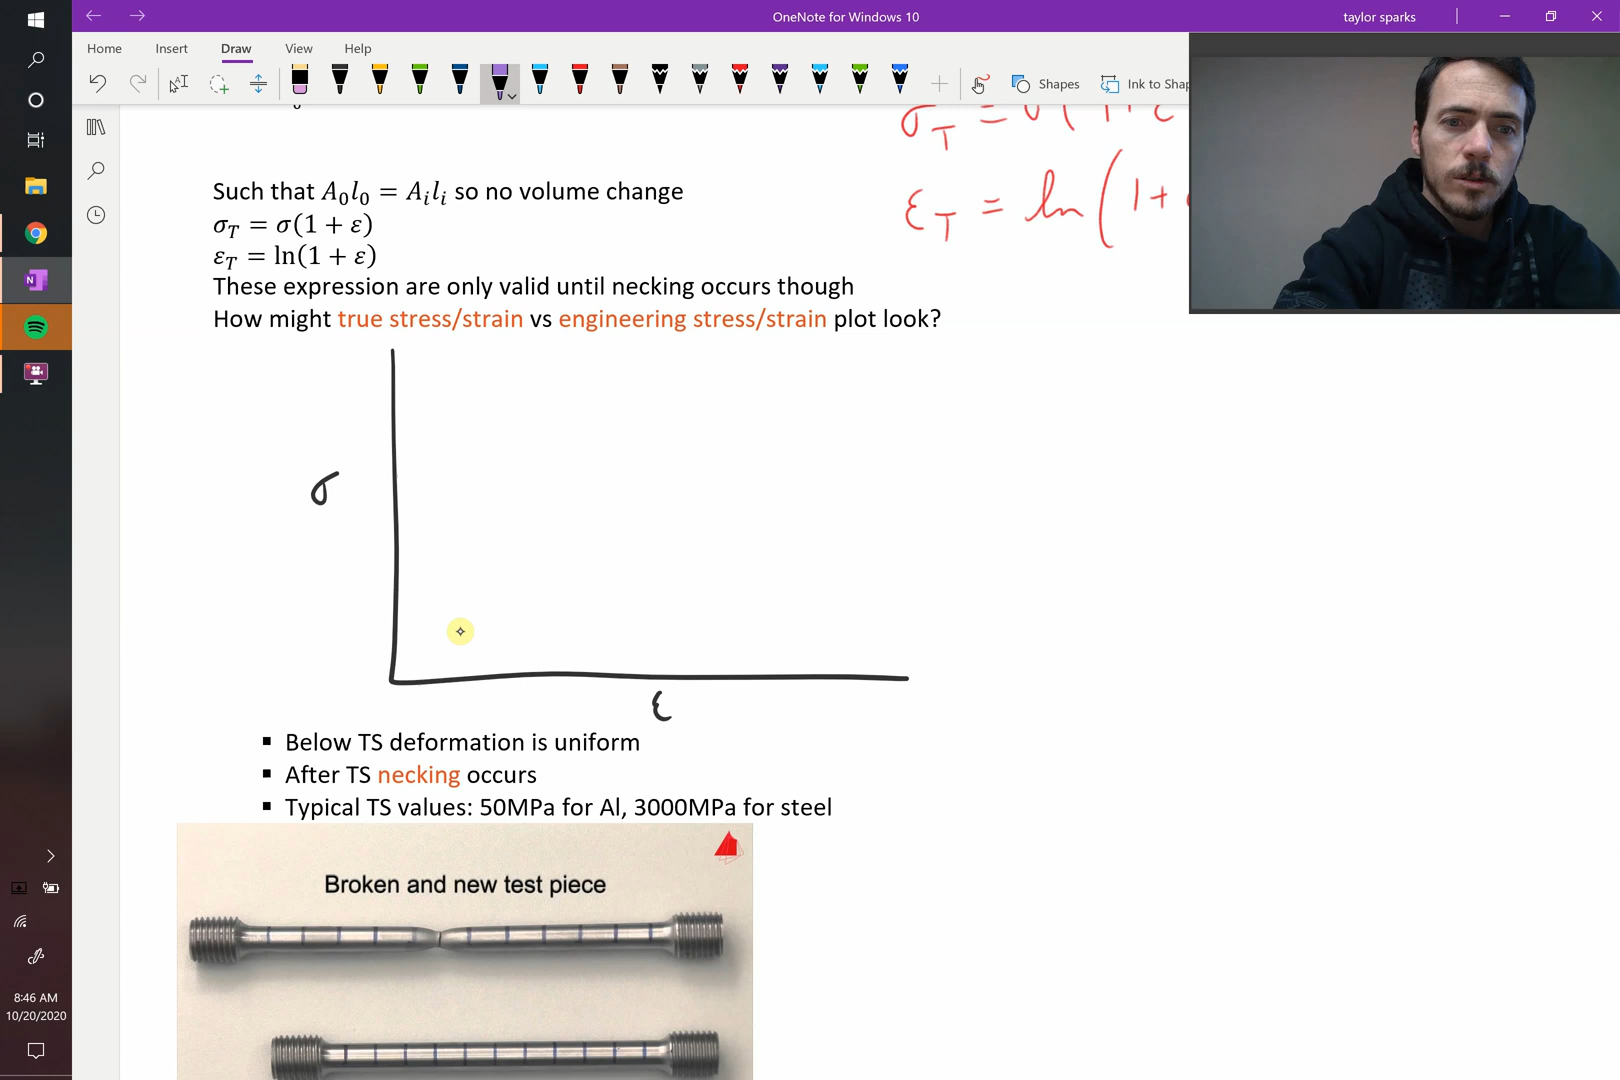 OneNote for Windows 10
taylor sparks
Home Insert Draw View Help
Shapes
Ink to Shap
σ_T = σ(1+ε
ε_T = ln(1+
Such that A₀l₀ = Aᵢlᵢ so no volume change
σ_T = σ(1 + ε)
ε_T = ln(1 + ε)
These expression are only valid until necking occurs though
How might true stress/strain vs engineering stress/strain plot look?
σ
ε
▪ Below TS deformation is uniform
▪ After TS necking occurs
▪ Typical TS values: 50MPa for Al, 3000MPa for steel
Broken and new test piece
8:46 AM
10/20/2020